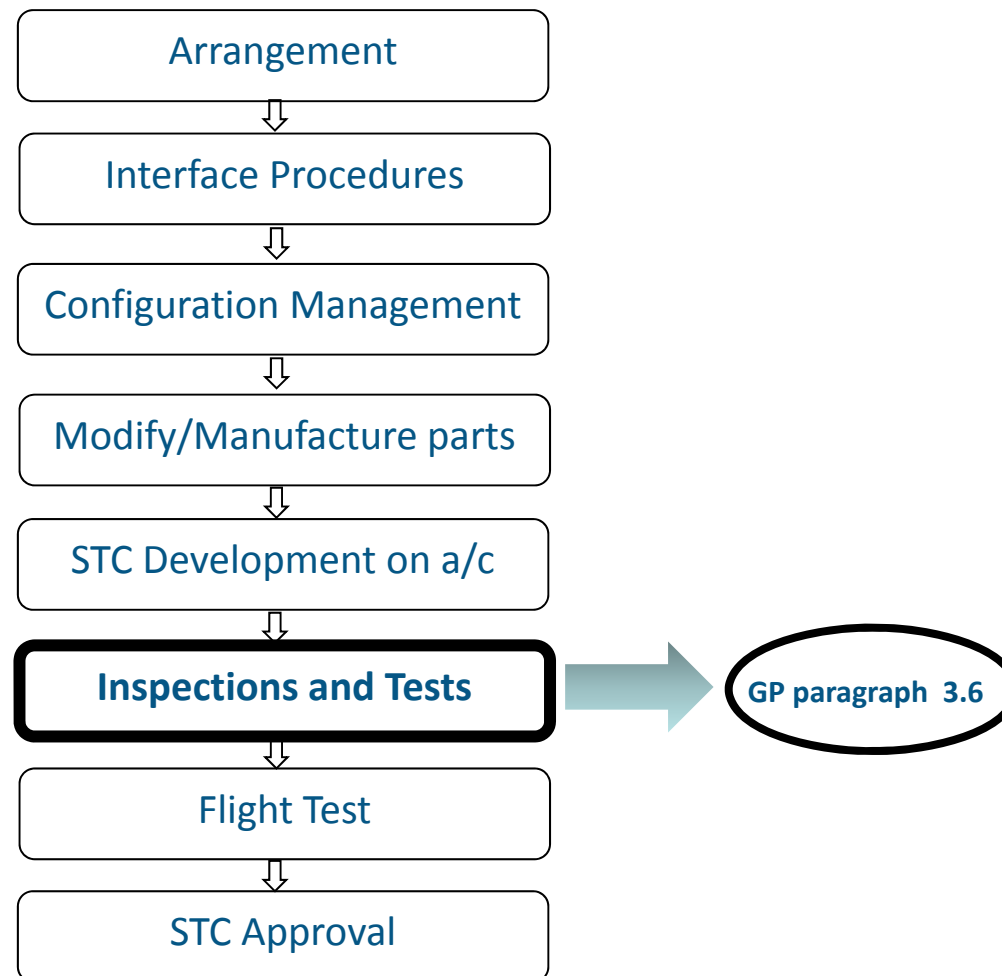 Arrangement
Interface Procedures
Configuration Management
Modify/Manufacture parts
STC Development on a/c
Inspections and Tests
GP paragraph 3.6
Flight Test
STC Approval